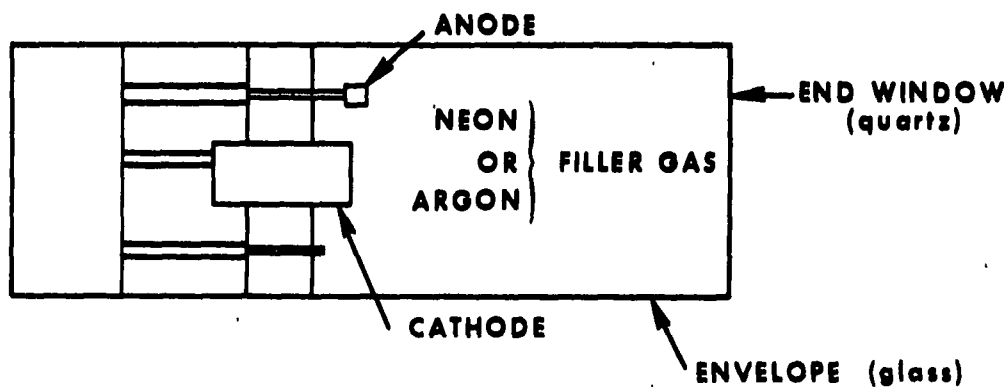 ANODE
END WINDOW
(quartz)
NEON
OR
ARGON
FILLER GAS
CATHODE
ENVELOPE (glass)